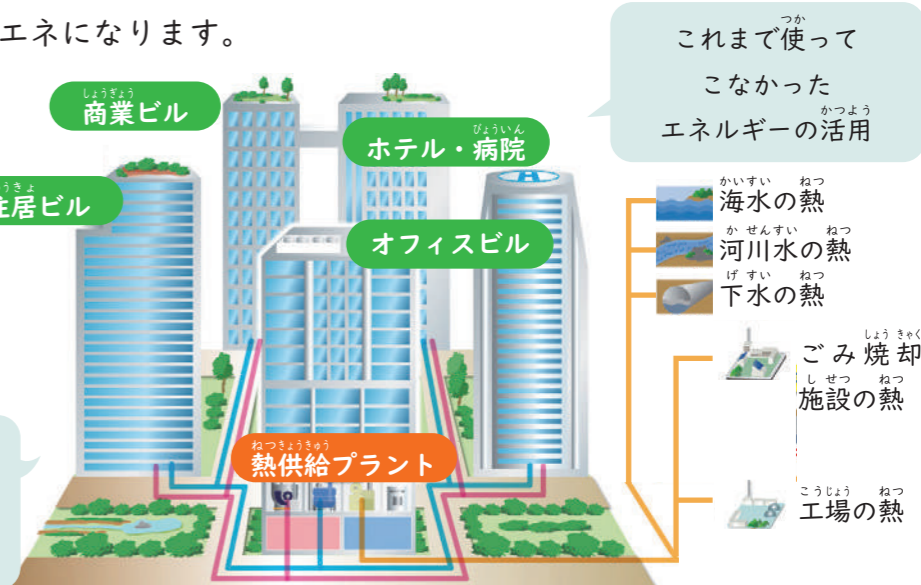 エネになります。
これまで使って
こなかった
エネルギーの活用
商業ビル
ホテル・病院
住居ビル
オフィスビル
熱供給プラント
海水の熱
河川水の熱
下水の熱
ごみ焼却
施設の熱
工場の熱